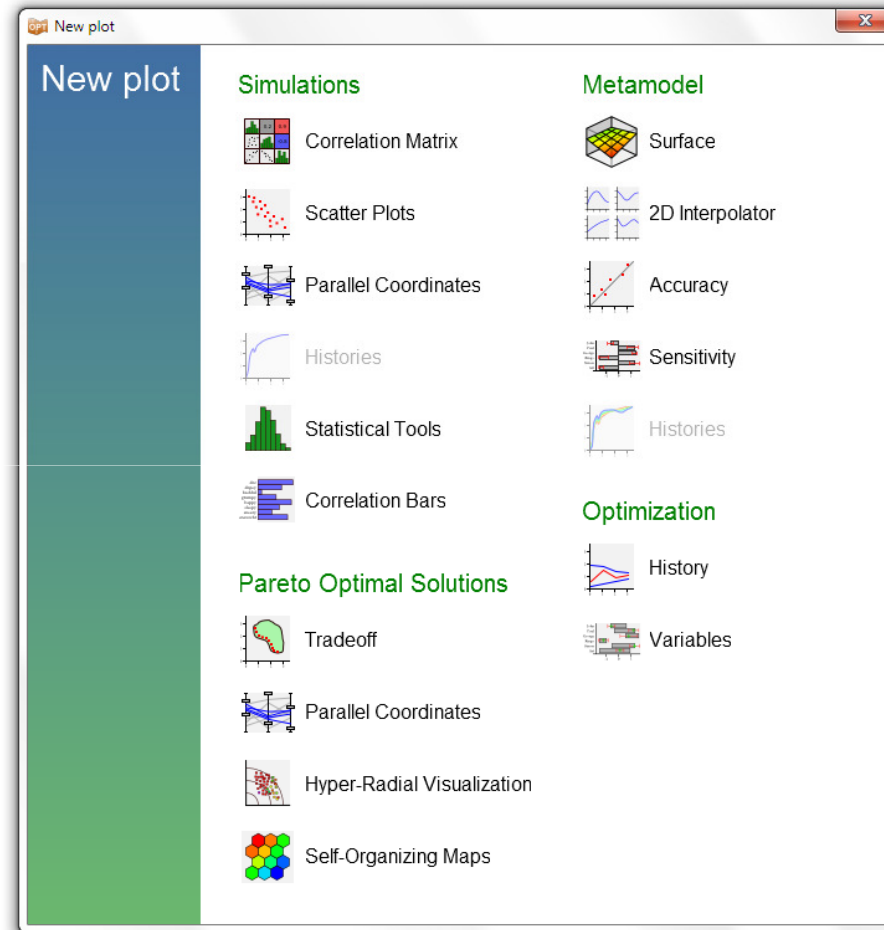 OPT New plot
New plot
Simulations
Correlation Matrix
Scatter Plots
Parallel Coordinates
Histories
Statistical Tools
Correlation Bars
Pareto Optimal Solutions
Tradeoff
Parallel Coordinates
Hyper-Radial Visualization
Self-Organizing Maps
Metamodel
Surface
2D Interpolator
Accuracy
Sensitivity
Histories
Optimization
History
Variables